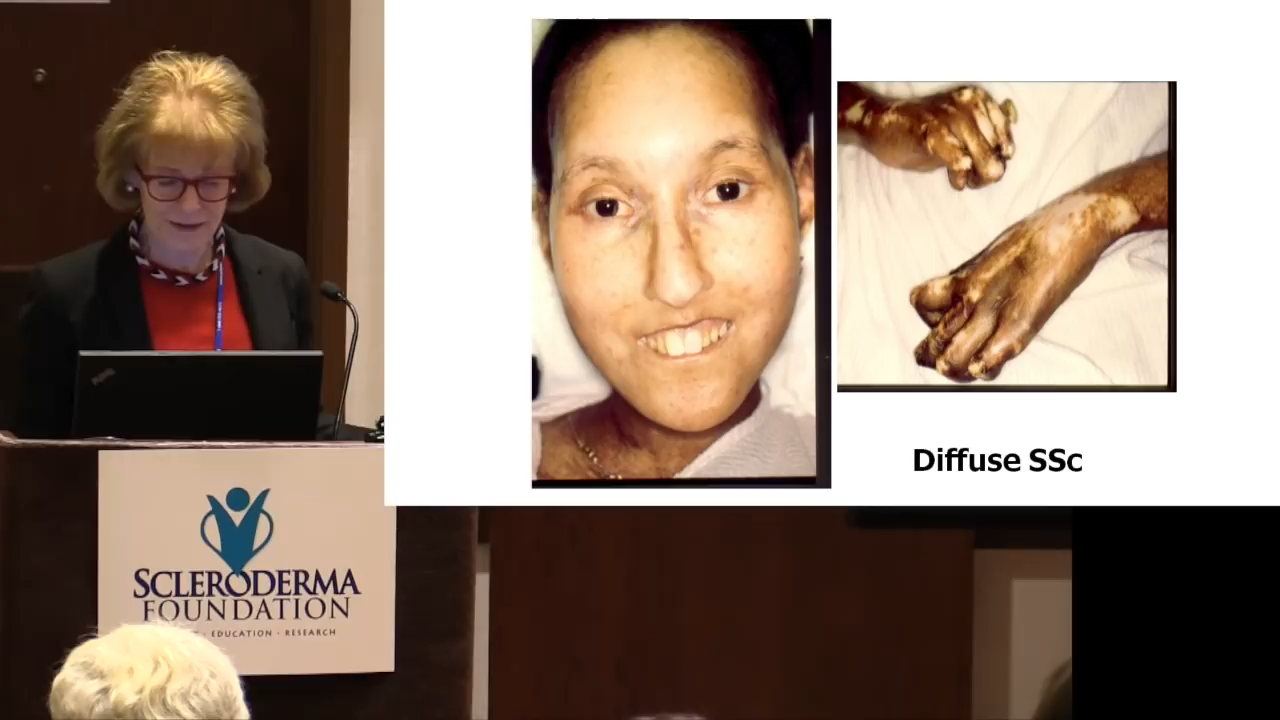 Diffuse SSc
SCLERODERMA
FOUNDATION
· EDUCATION · RESEARCH